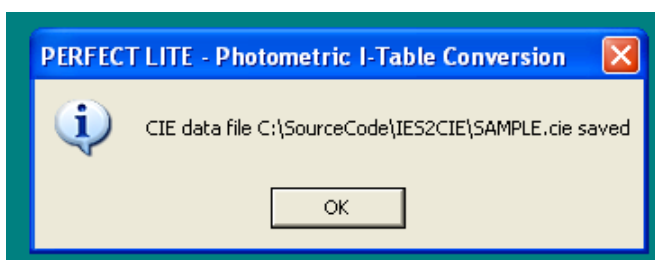 PERFECT LITE - Photometric I-Table Conversion
CIE data file C:\SourceCode\IES2CIE\SAMPLE.cie saved
OK